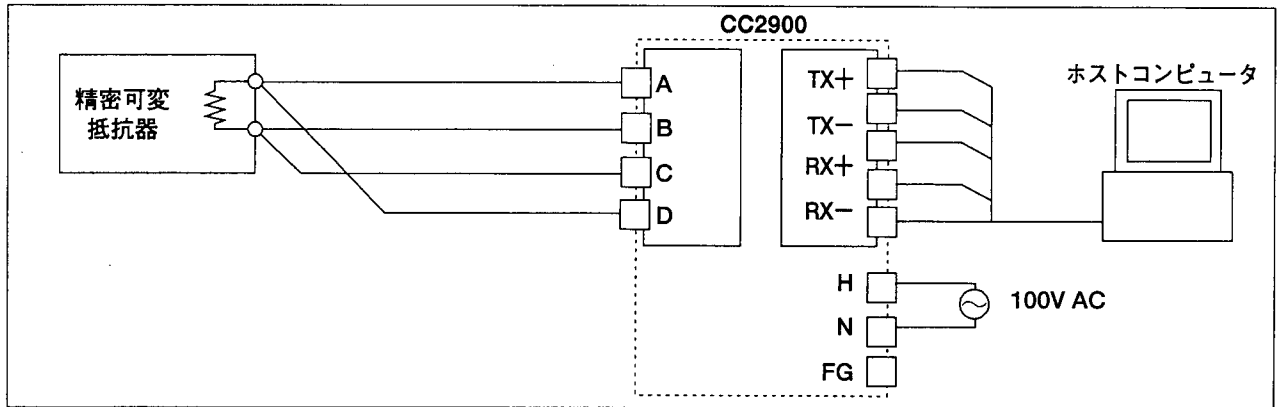 CC2900
精密可変
抵抗器
A
B
C
D
TX+
TX−
RX+
RX−
ホストコンピュータ
H
N
FG
100V AC